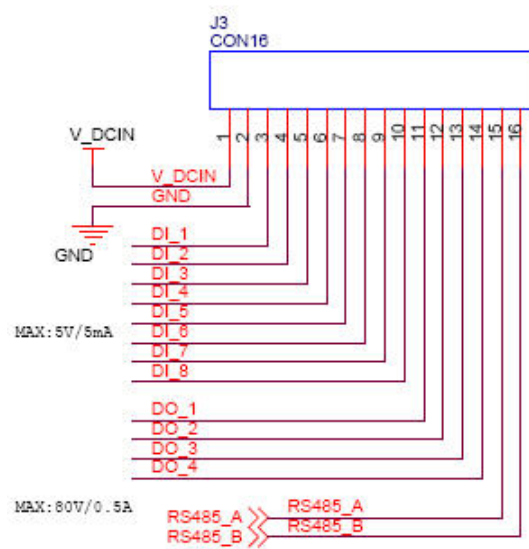 J3
CON16
1 2 3 4 5 6 7 8 9 10 11 12 13 14 15 16
V_DCIN
V_DCIN
GND
GND
DI_1
DI_2
DI_3
DI_4
DI_5
MAX:5V/5mA
DI_6
DI_7
DI_8
DO_1
DO_2
DO_3
DO_4
MAX:80V/0.5A
RS485_A RS485_A
RS485_B RS485_B